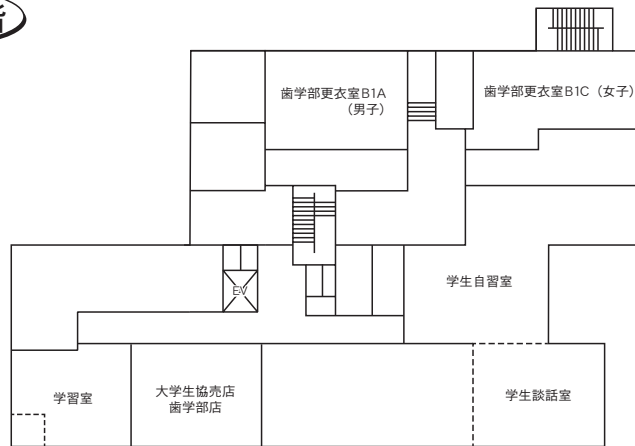 階
歯学部更衣室B1A
（男子）
歯学部更衣室B1C（女子）
EV
学生自習室
学習室
大学生協売店
歯学部店
学生談話室